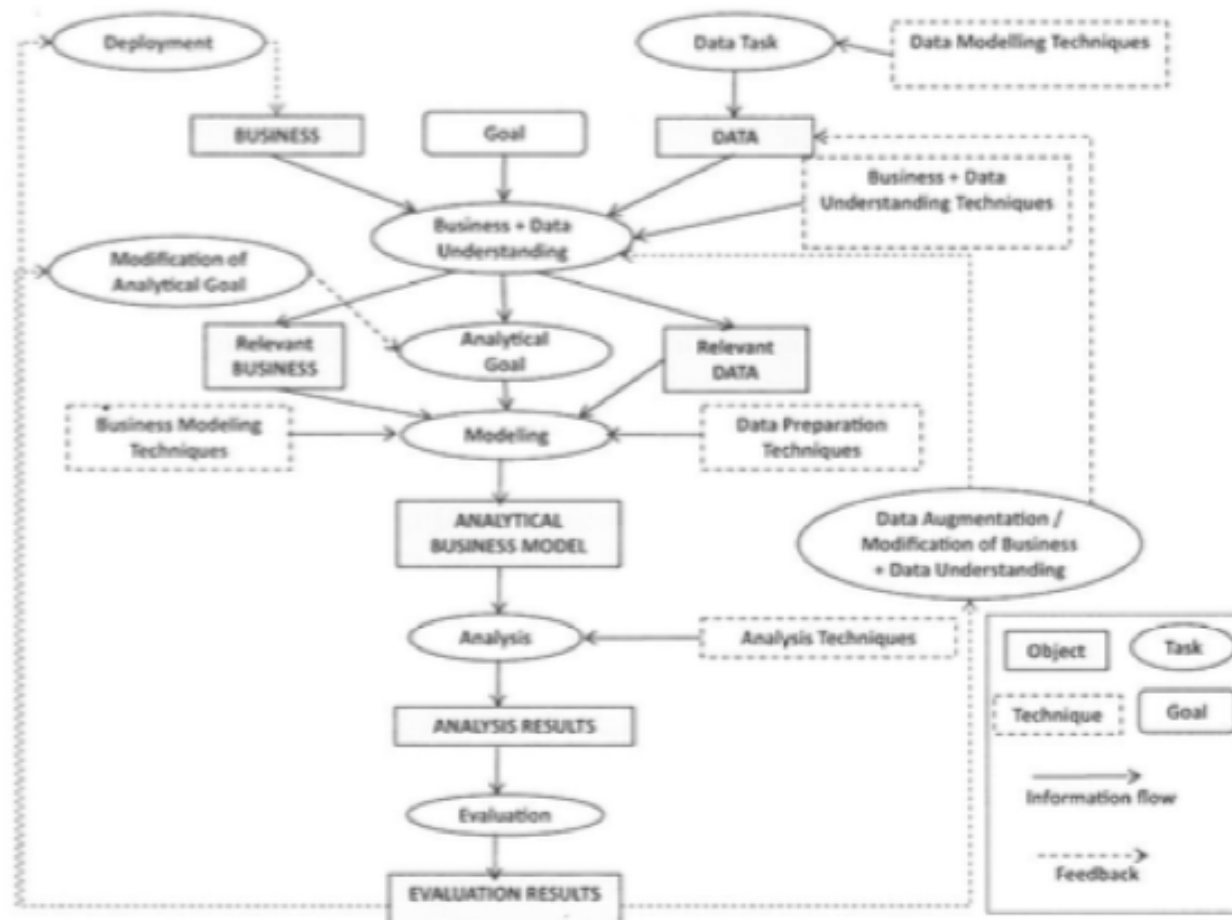 Deployment
Data Task
Data Modelling Techniques
BUSINESS
Goal
DATA
Business + Data
Understanding Techniques
Business + Data
Understanding
Modification of
Analytical Goal
Relevant
BUSINESS
Analytical
Goal
Relevant
DATA
Business Modeling
Techniques
Modeling
Data Preparation
Techniques
ANALYTICAL
BUSINESS MODEL
Data Augmentation /
Modification of Business
+ Data Understanding
Analysis
Analysis Techniques
Object
Task
ANALYSIS RESULTS
Technique
Goal
Information flow
Evaluation
Feedback
EVALUATION RESULTS